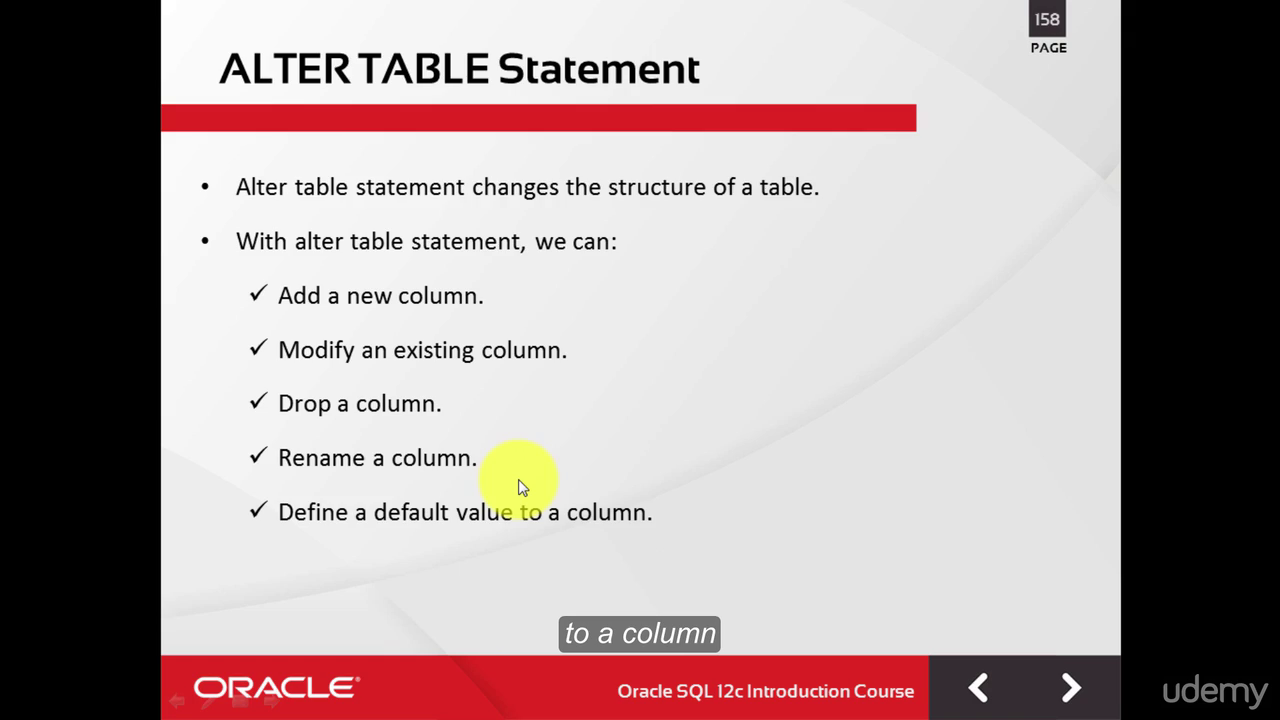 158
PAGE
ALTER TABLE Statement
• Alter table statement changes the structure of a table.
• With alter table statement, we can:
✓ Add a new column.
✓ Modify an existing column.
✓ Drop a column.
✓ Rename a column.
✓ Define a default value to a column.
to a column
ORACLE®
Oracle SQL 12c Introduction Course
udemy